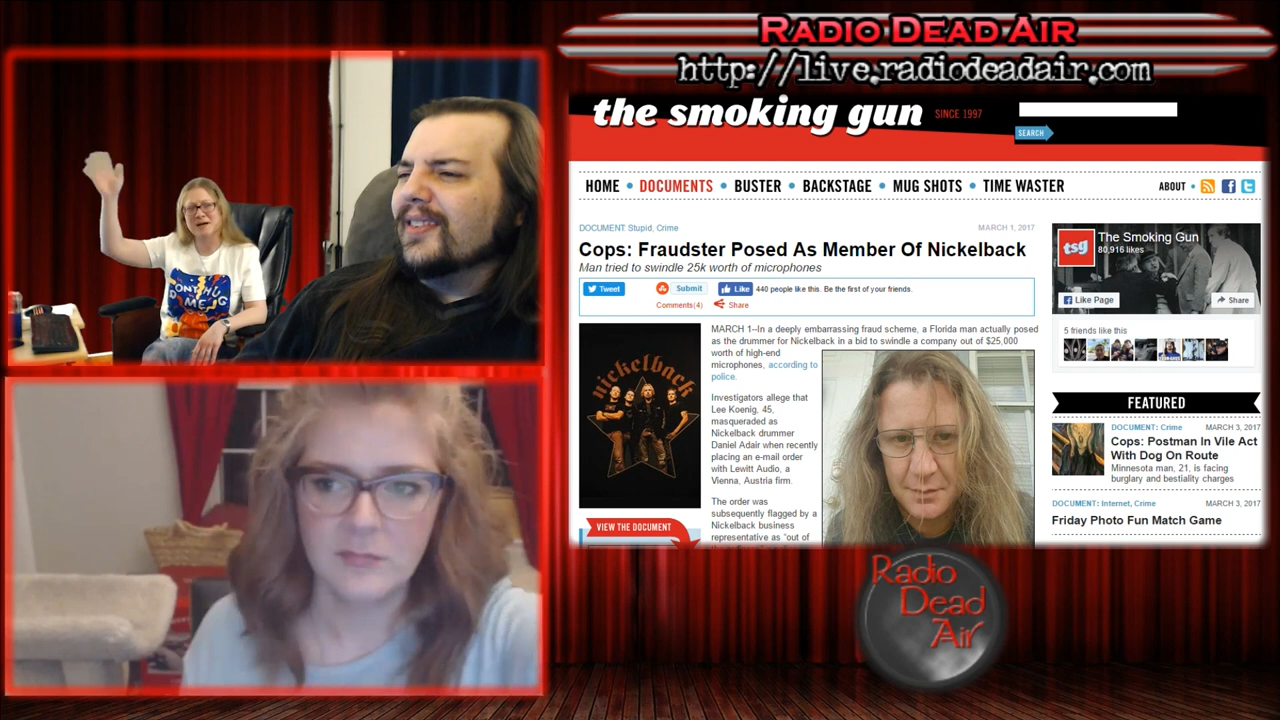 RADIO DEAD AIR
http://live.radiodeadair.com
the smoking gun
SINCE 1997
SEARCH
HOME • DOCUMENTS • BUSTER • BACKSTAGE • MUG SHOTS • TIME WASTER
ABOUT •
DOCUMENT: Stupid, Crime
MARCH 1, 2017
Cops: Fraudster Posed As Member Of Nickelback
Man tried to swindle 25k worth of microphones
Tweet
Submit
Like
440 people like this. Be the first of your friends.
Comments(4)
Share
nickelback
VIEW THE DOCUMENT
MARCH 1--In a deeply embarrassing fraud scheme, a Florida man actually posed
as the drummer for Nickelback in a bid to swindle a company out of $25,000
worth of high-end
microphones, according to
police.
Investigators allege that
Lee Koenig, 45,
masqueraded as
Nickelback drummer
Daniel Adair when recently
placing an e-mail order
with Lewitt Audio, a
Vienna, Austria firm.
The order was
subsequently flagged by a
Nickelback business
representative as "out of
tsg
The Smoking Gun
80,916 likes
Like Page
Share
5 friends like this
FEATURED
DOCUMENT: Crime
MARCH 3, 2017
Cops: Postman In Vile Act
With Dog On Route
Minnesota man, 21, is facing
burglary and bestiality charges
DOCUMENT: Internet, Crime
MARCH 3, 2017
Friday Photo Fun Match Game
Radio
Dead
Air